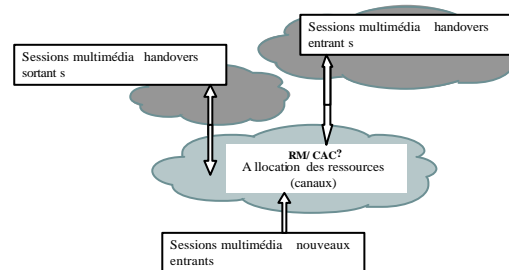 Sessions multimédia handovers
entrant s
Sessions multimédia handovers
sortant s
RM/ CAC?
A llocation des ressources
(canaux)
Sessions multimédia nouveaux
entrants